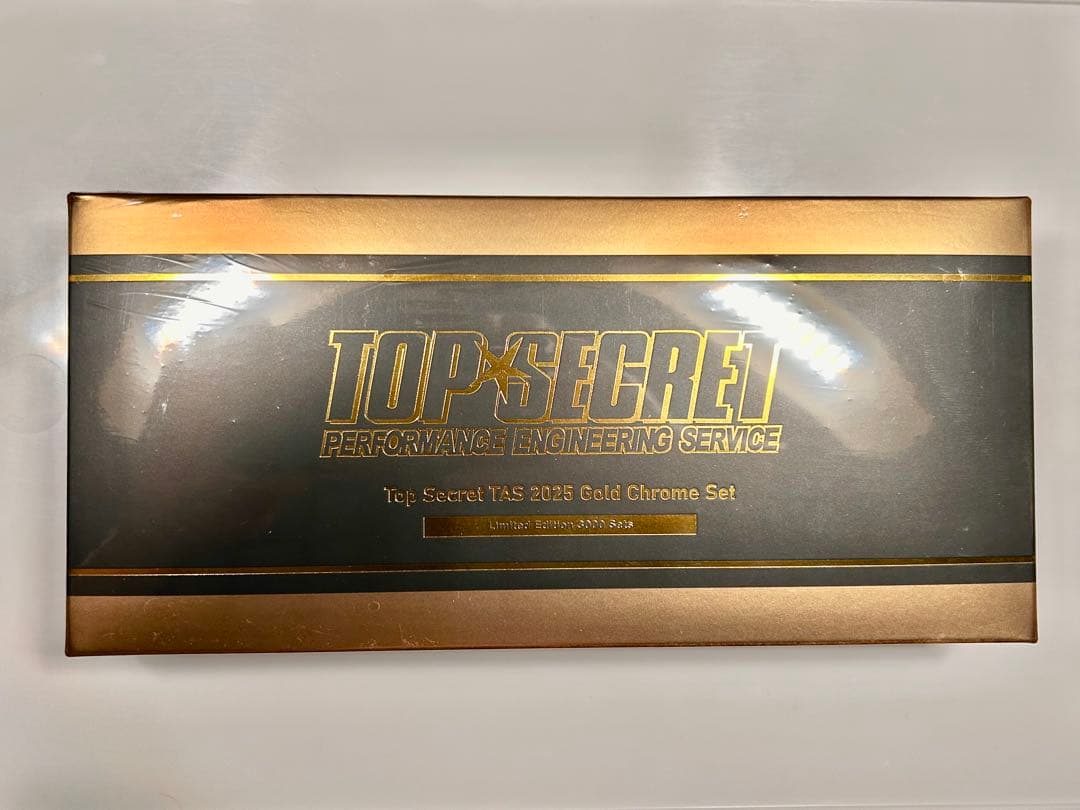 TOP SECRET
PERFORMANCE ENGINEERING SERVICE
Top Secret TAS 2025 Gold Chrome Set
Limited Edition 3000 Sets